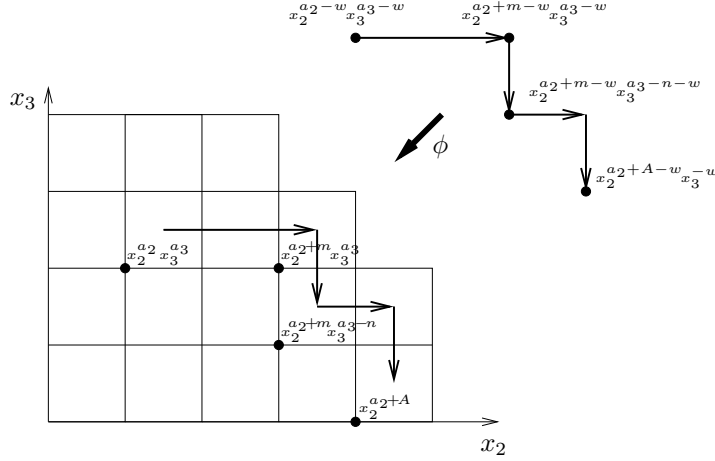 x_2^{a_2-w} x_3^{a_3-w}
x_2^{a_2+m-w} x_3^{a_3-w}
x_2^{a_2+m-w} x_3^{a_3-n-w}
x_3
ϕ
x_2^{a_2+A-w} x_3^{-w}
x_2^{a_2} x_3^{a_3}
x_2^{a_2+m} x_3^{a_3}
x_2^{a_2+m} x_3^{a_3-n}
x_2^{a_2+A}
x_2